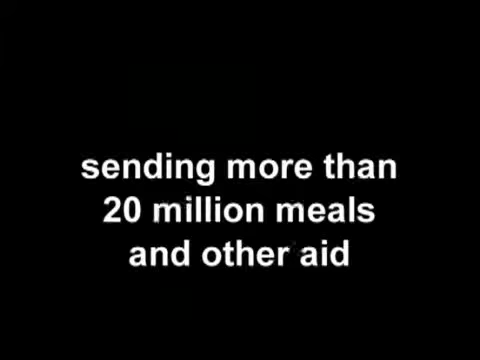 sending more than
20 million meals
and other aid